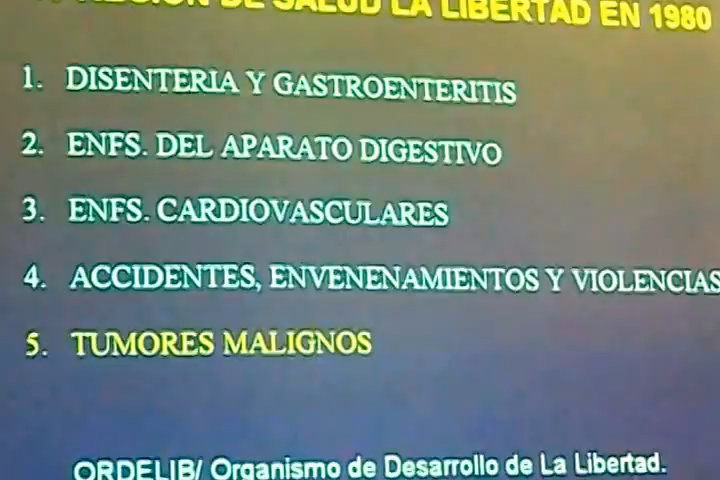 REGIÓN DE SALUD LA LIBERTAD EN 1980
1. DISENTERIA Y GASTROENTERITIS
2. ENFS. DEL APARATO DIGESTIVO
3. ENFS. CARDIOVASCULARES
4. ACCIDENTES, ENVENENAMIENTOS Y VIOLENCIAS
5. TUMORES MALIGNOS
ORDELIB/ Organismo de Desarrollo de La Libertad.